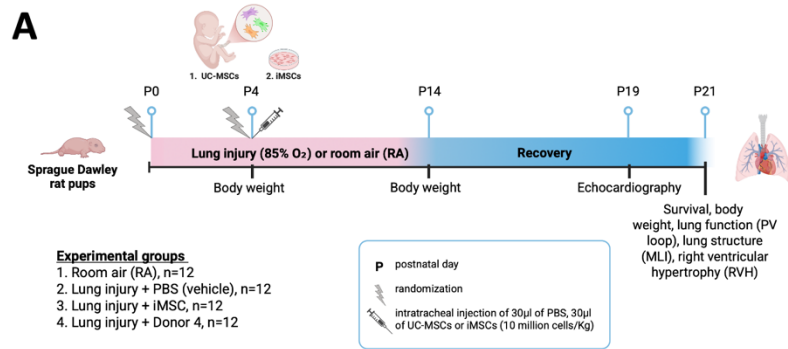 A
1. UC-MSCs
2. iMSCs
P0
P4
P14
P19
P21
Lung injury (85% O₂) or room air (RA)
Recovery
Sprague Dawley
rat pups
Body weight
Body weight
Echocardiography
Survival, body
weight, lung function (PV
loop), lung structure
(MLI), right ventricular
hypertrophy (RVH)
Experimental groups
1. Room air (RA), n=12
2. Lung injury + PBS (vehicle), n=12
3. Lung injury + iMSC, n=12
4. Lung injury + Donor 4, n=12
P postnatal day
randomization
intratracheal injection of 30μl of PBS, 30μl
of UC-MSCs or iMSCs (10 million cells/Kg)